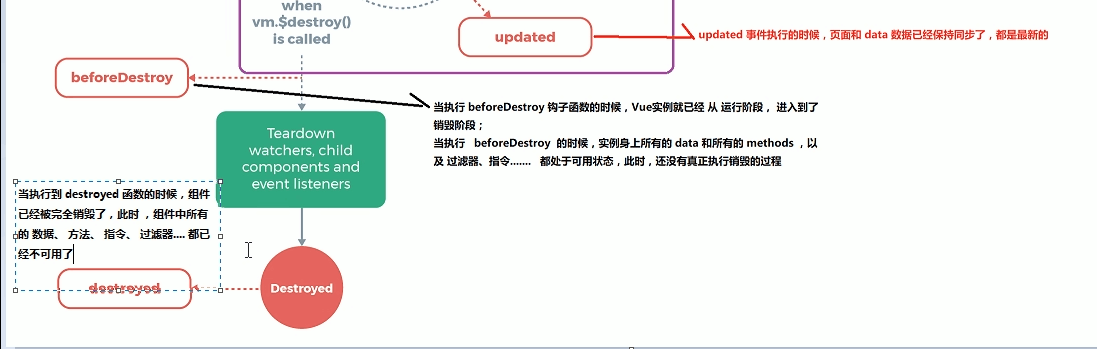 when
vm.$destroy()
is called
updated
updated 事件执行的时候，页面和 data 数据已经保持同步了，都是最新的
beforeDestroy
当执行 beforeDestroy 钩子函数的时候，Vue实例就已经 从 运行阶段， 进入到了
销毁阶段；
当执行 beforeDestroy 的时候，实例身上所有的 data 和所有的 methods ，以
及 过滤器、指令....... 都处于可用状态，此时，还没有真正执行销毁的过程
Teardown
watchers, child
components and
event listeners
当执行到 destroyed 函数的时候，组件
已经被完全销毁了，此时 ，组件中所有
的 数据、 方法、 指令、 过滤器.... 都已
经不可用了
destroyed
Destroyed